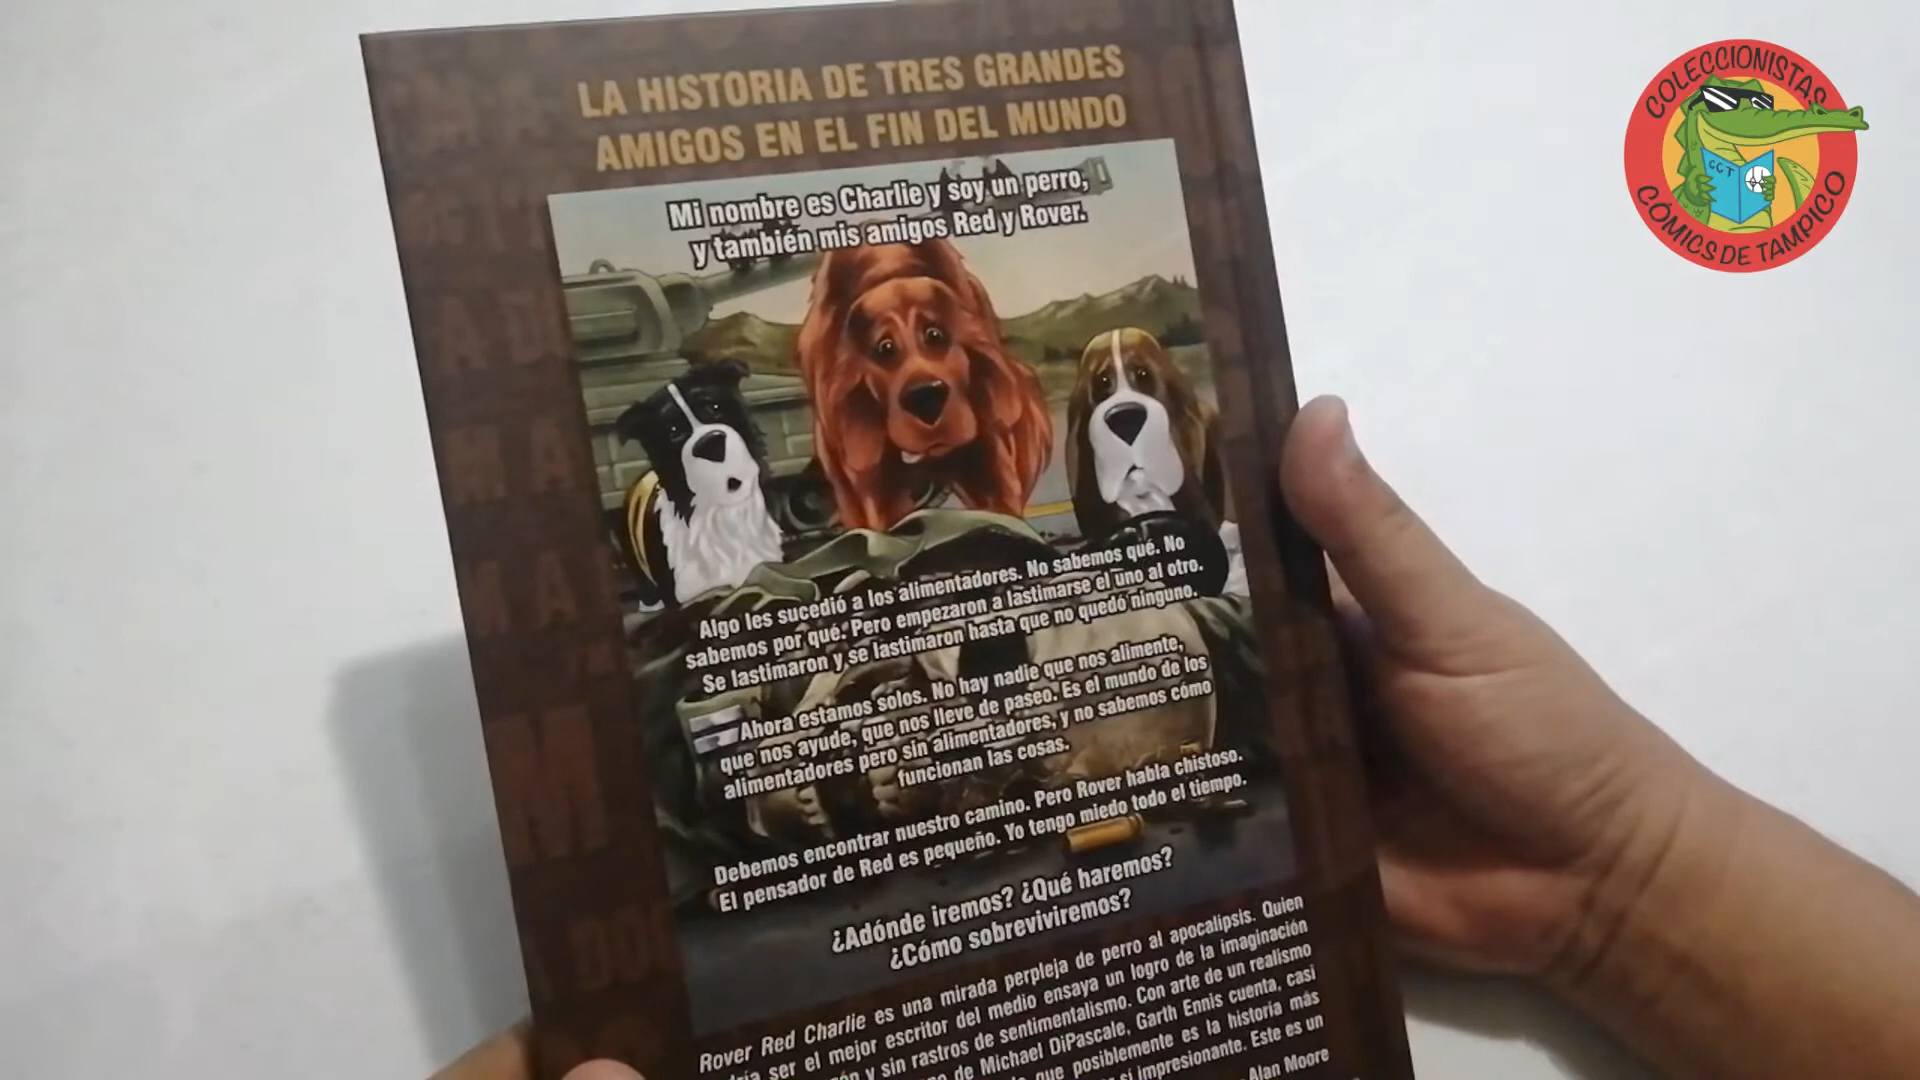 LA HISTORIA DE TRES GRANDES
AMIGOS EN EL FIN DEL MUNDO
Mi nombre es Charlie y soy un perro,
y también mis amigos Red y Rover.
Algo les sucedió a los alimentadores. No sabemos qué. No
sabemos por qué. Pero empezaron a lastimarse el uno al otro.
Se lastimaron y se lastimaron hasta que no quedó ninguno.
Ahora estamos solos. No hay nadie que nos alimente,
que nos ayude, que nos lleve de paseo. Es el mundo de los
alimentadores pero sin alimentadores, y no sabemos cómo
funcionan las cosas.
Debemos encontrar nuestro camino. Pero Rover habla chistoso.
El pensador de Red es pequeño. Yo tengo miedo todo el tiempo.
¿Adónde iremos? ¿Qué haremos?
¿Cómo sobreviviremos?
Rover Red Charlie es una mirada perpleja de perro al apocalipsis. Quien
ser el mejor escritor del medio ensaya un logro de la imaginación
y sin rastros de sentimentalismo. Con arte de un realismo
de Michael DiPascale, Garth Ennis cuenta, casi
que posiblemente es la historia más
sí impresionante. Este es un
Alan Moore
COLECCIONISTAS
CCT
CÓMICS DE TAMPICO